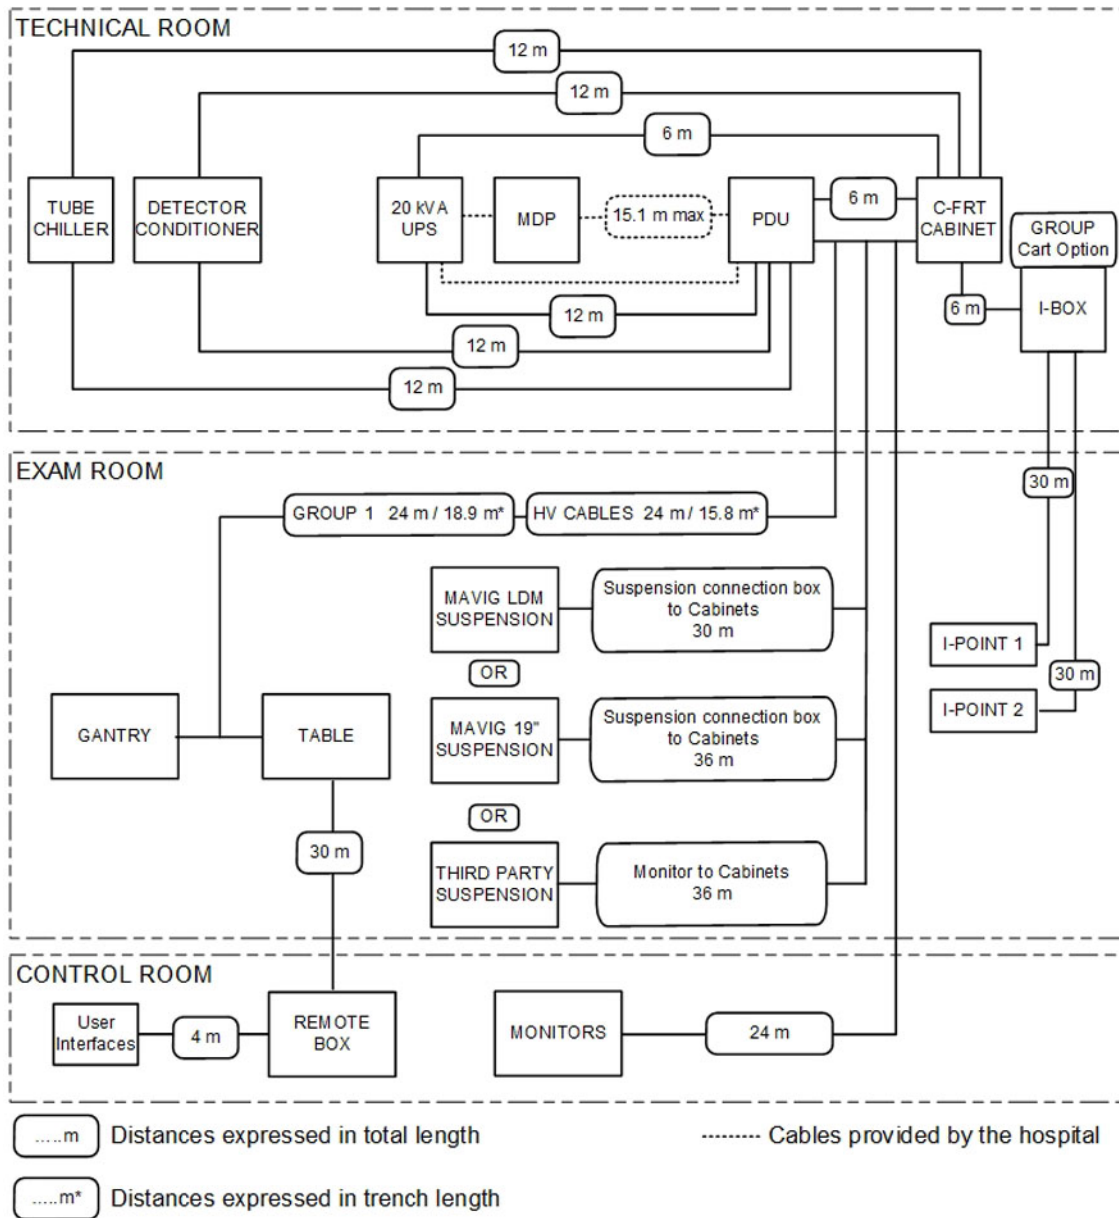 TECHNICAL ROOM
12 m
12 m
6 m
TUBE
CHILLER
DETECTOR
CONDITIONER
20 kVA
UPS
MDP
15.1 m max
PDU
6 m
C-FRT
CABINET
GROUP
Cart Option
I-BOX
6 m
12 m
12 m
12 m
EXAM ROOM
GROUP 1 24 m / 18.9 m*
HV CABLES 24 m / 15.8 m*
30 m
MAVIG LDM
SUSPENSION
Suspension connection box
to Cabinets
30 m
I-POINT 1
OR
30 m
I-POINT 2
GANTRY
TABLE
MAVIG 19"
SUSPENSION
Suspension connection box
to Cabinets
36 m
OR
30 m
THIRD PARTY
SUSPENSION
Monitor to Cabinets
36 m
CONTROL ROOM
User
Interfaces
4 m
REMOTE
BOX
MONITORS
24 m
.....m
Distances expressed in total length
Cables provided by the hospital
.....m*
Distances expressed in trench length